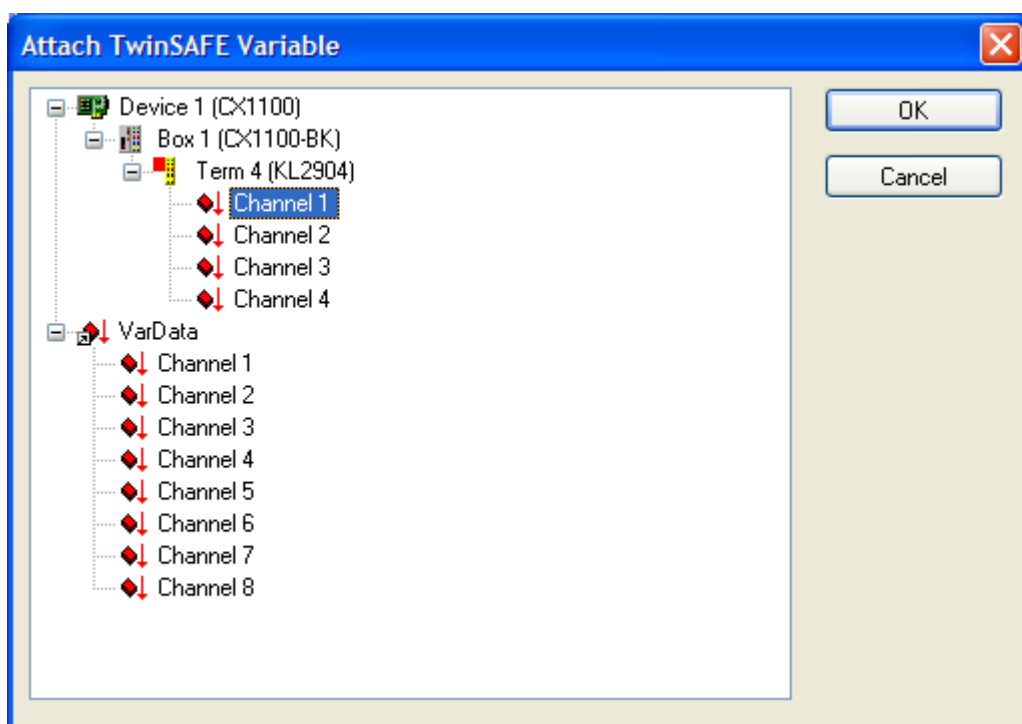 Attach TwinSAFE Variable
Device 1 (CX1100)
OK
Box 1 (CX1100-BK)
Term 4 (KL2904)
Cancel
Channel 1
Channel 2
Channel 3
Channel 4
VarData
Channel 1
Channel 2
Channel 3
Channel 4
Channel 5
Channel 6
Channel 7
Channel 8